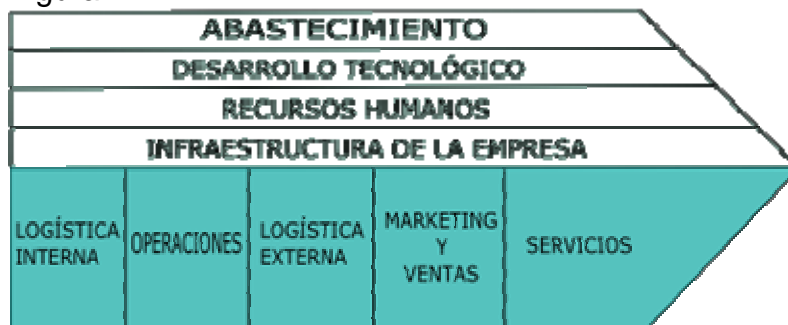 ABASTECIMIENTO
DESARROLLO TECNOLÓGICO
RECURSOS HUMANOS
INFRAESTRUCTURA DE LA EMPRESA
LOGÍSTICA
INTERNA
OPERACIONES
LOGÍSTICA
EXTERNA
MARKETING
Y
VENTAS
SERVICIOS